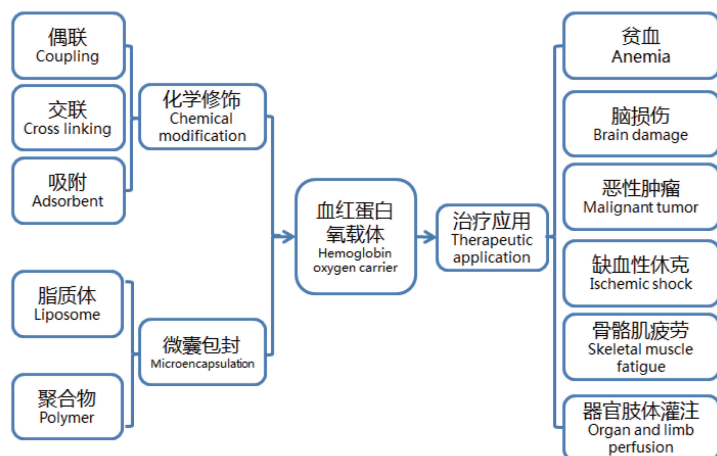 偶联
Coupling
交联
Cross linking
吸附
Adsorbent
化学修饰
Chemical
modification
脂质体
Liposome
聚合物
Polymer
微囊包封
Microencapsulation
血红蛋白
氧载体
Hemoglobin
oxygen carrier
治疗应用
Therapeutic
application
贫血
Anemia
脑损伤
Brain damage
恶性肿瘤
Malignant tumor
缺血性休克
Ischemic shock
骨骼肌疲劳
Skeletal muscle
fatigue
器官肢体灌注
Organ and limb
perfusion